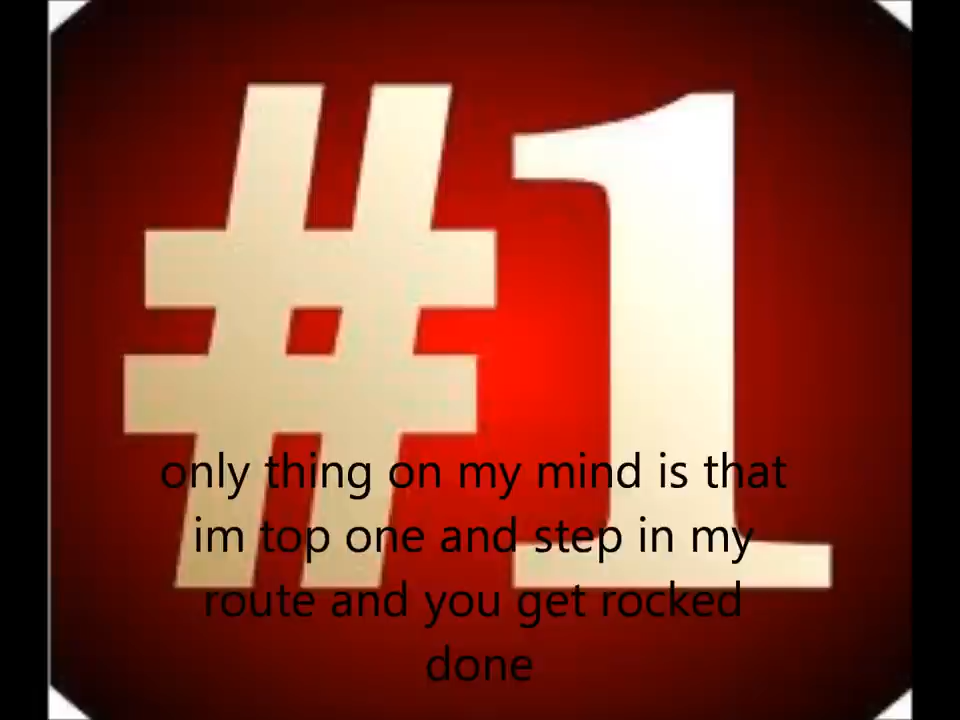 #1
only thing on my mind is that
im top one and step in my
route and you get rocked
done